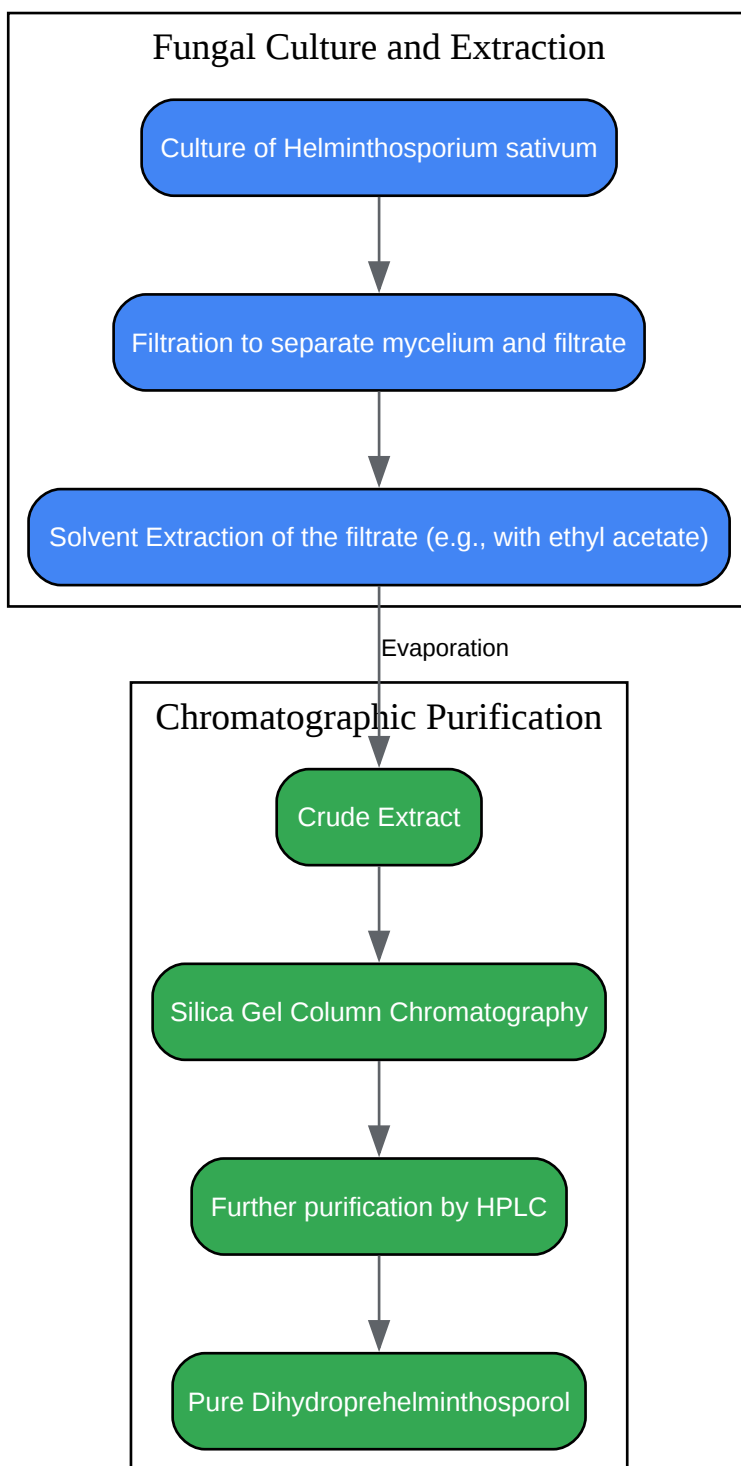 Fungal Culture and Extraction
Culture of Helminthosporium sativum
Filtration to separate mycelium and filtrate
Solvent Extraction of the filtrate (e.g., with ethyl acetate)
Evaporation
Chromatographic Purification
Crude Extract
Silica Gel Column Chromatography
Further purification by HPLC
Pure Dihydroprehelminthosporol